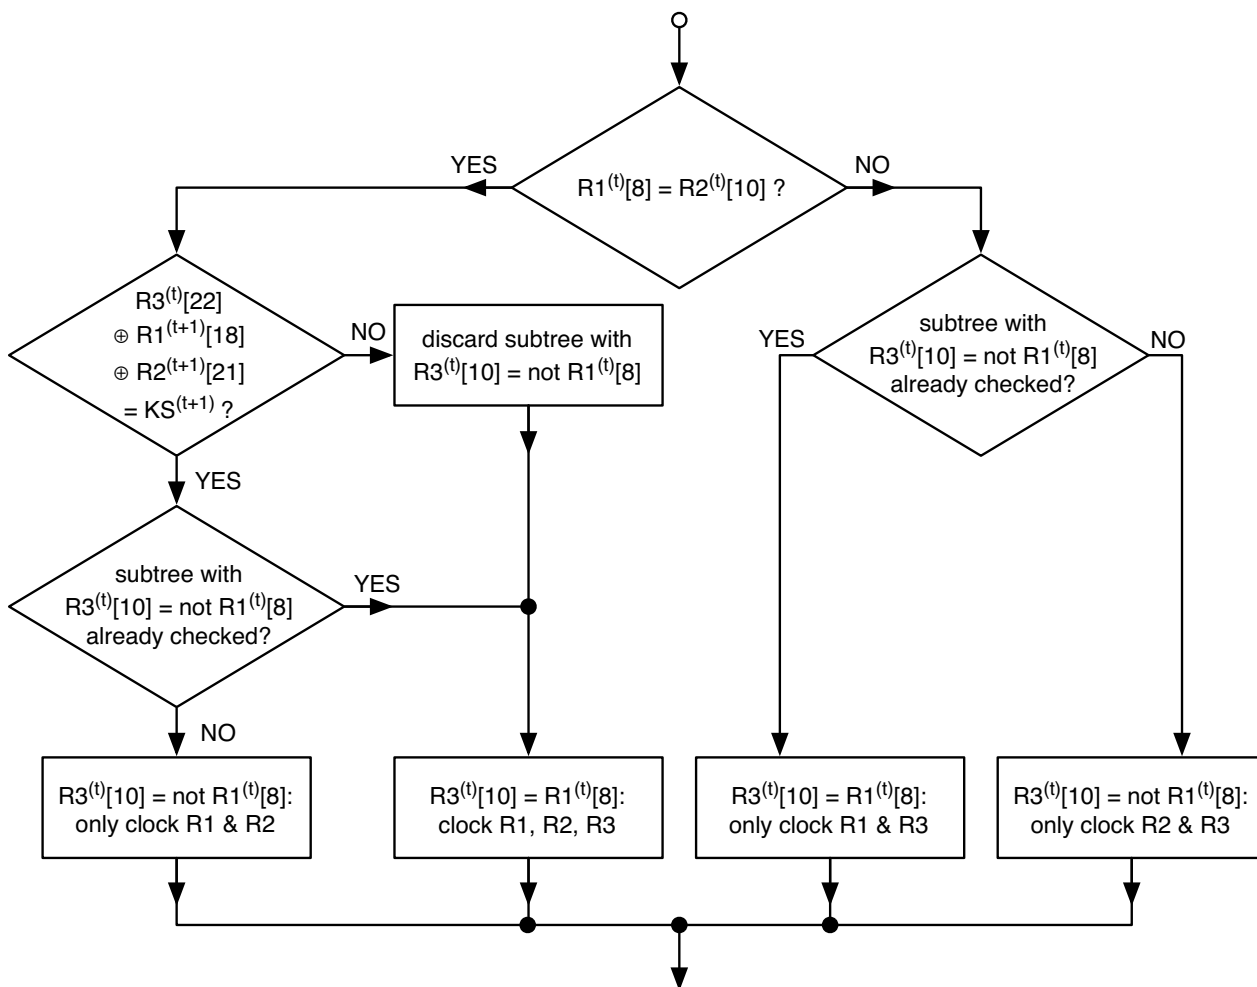 R1⁽ᵗ⁾[8] = R2⁽ᵗ⁾[10] ?
YES
NO
R3⁽ᵗ⁾[22]
⊕ R1⁽ᵗ⁺¹⁾[18]
⊕ R2⁽ᵗ⁺¹⁾[21]
= KS⁽ᵗ⁺¹⁾ ?
NO
discard subtree with
R3⁽ᵗ⁾[10] = not R1⁽ᵗ⁾[8]
YES
subtree with
R3⁽ᵗ⁾[10] = not R1⁽ᵗ⁾[8]
already checked?
NO
YES
subtree with
R3⁽ᵗ⁾[10] = not R1⁽ᵗ⁾[8]
already checked?
YES
NO
R3⁽ᵗ⁾[10] = not R1⁽ᵗ⁾[8]:
only clock R1 & R2
R3⁽ᵗ⁾[10] = R1⁽ᵗ⁾[8]:
clock R1, R2, R3
R3⁽ᵗ⁾[10] = R1⁽ᵗ⁾[8]:
only clock R1 & R3
R3⁽ᵗ⁾[10] = not R1⁽ᵗ⁾[8]:
only clock R2 & R3